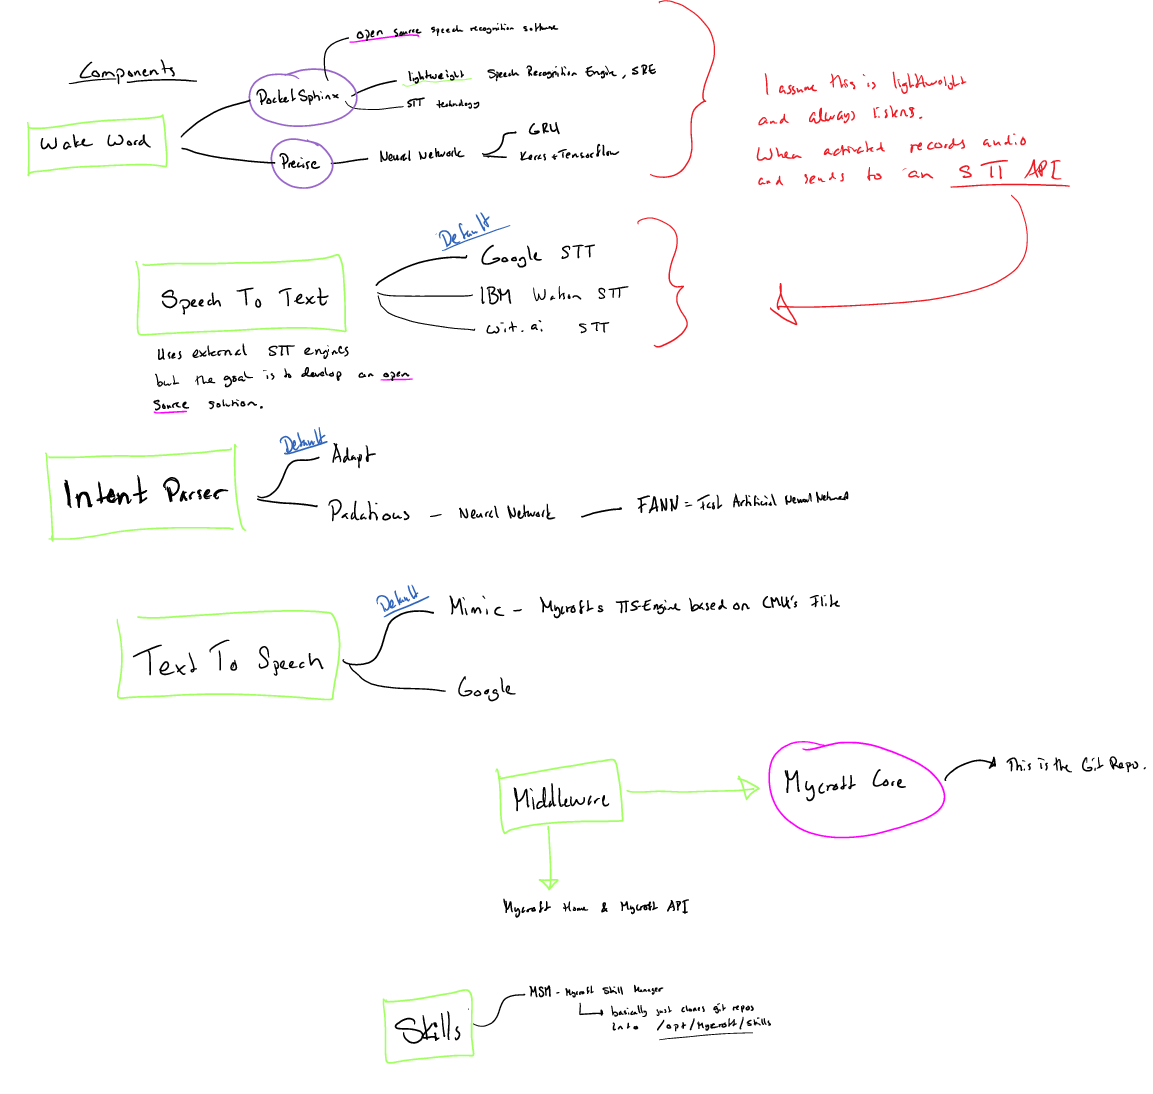 Components
Wake Word
PocketSphinx
open source speech recognition software
lightweight Speech Recognition Engine, SRE
STT technology
Precise
Neural Network
GRU
Keras + Tensorflow
I assume this is lightweight
and always listens.
When activated records audio
and sends to an STT API
Speech To Text
Default
Google STT
IBM Watson STT
wit.ai STT
Uses external STT engines
but the goal is to develop an open
source solution.
Intent Parser
Default
Adapt
Padatious - Neural Network
FANN = Fast Artificial Neural Network
Text To Speech
Default
Mimic - Mycroft's TTS-Engine based on CMU's Flite
Google
Middleware
Mycroft Core
This is the Git Repo.
Mycroft Home & Mycroft API
Skills
MSM - Mycroft Skill Manager
basically just clones git repos
into /opt/Mycroft/skills